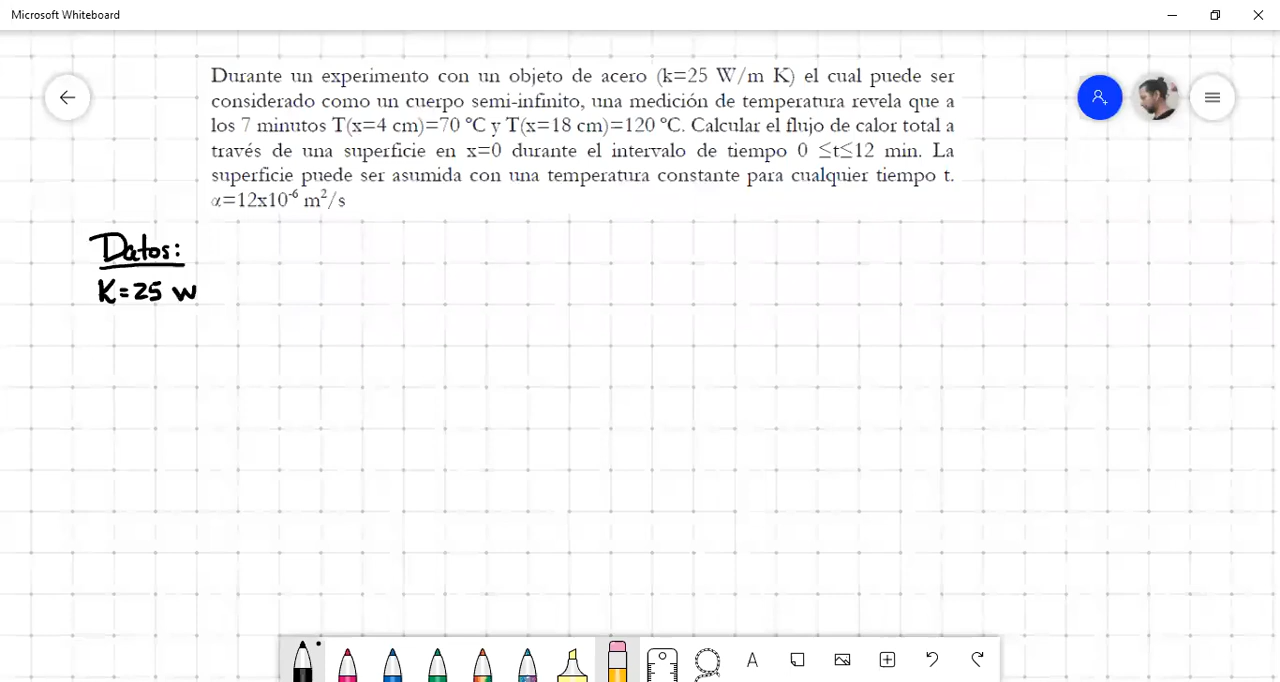 Microsoft Whiteboard
Durante un experimento con un objeto de acero (k=25 W/m K) el cual puede ser
considerado como un cuerpo semi-infinito, una medición de temperatura revela que a
los 7 minutos T(x=4 cm)=70 ºC y T(x=18 cm)=120 ºC. Calcular el flujo de calor total a
través de una superficie en x=0 durante el intervalo de tiempo 0 ≤t≤12 min. La
superficie puede ser asumida con una temperatura constante para cualquier tiempo t.
α=12x10⁻⁶ m²/s
Datos:
K=25 W